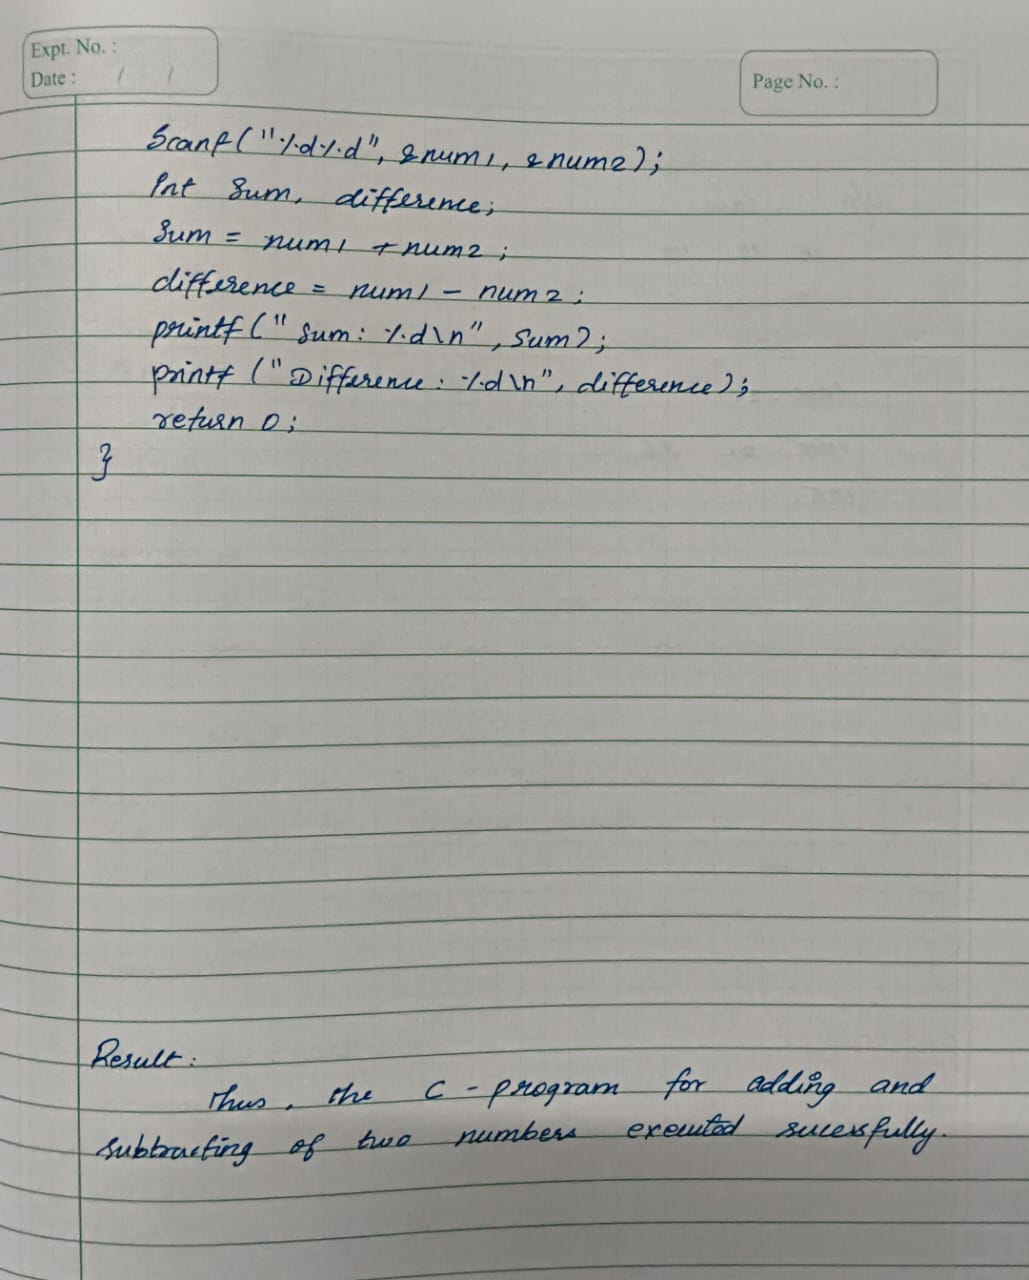 Expt. No. :
Date : / /
Page No. :
Scanf("%d%d", &num1, &num2);
Int Sum, difference;
Sum = num1 + num2;
difference = num1 - num2;
printf("Sum: %d\n", Sum);
printf ("Difference: %d\n", difference);
return 0;
}
Result:
Thus, the C - program for adding and
subtracting of two numbers executed sucessfully.